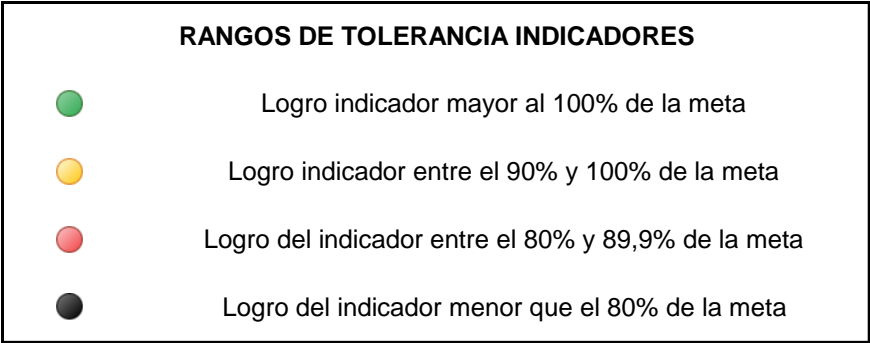 RANGOS DE TOLERANCIA INDICADORES
Logro indicador mayor al 100% de la meta
Logro indicador entre el 90% y 100% de la meta
Logro del indicador entre el 80% y 89,9% de la meta
Logro del indicador menor que el 80% de la meta